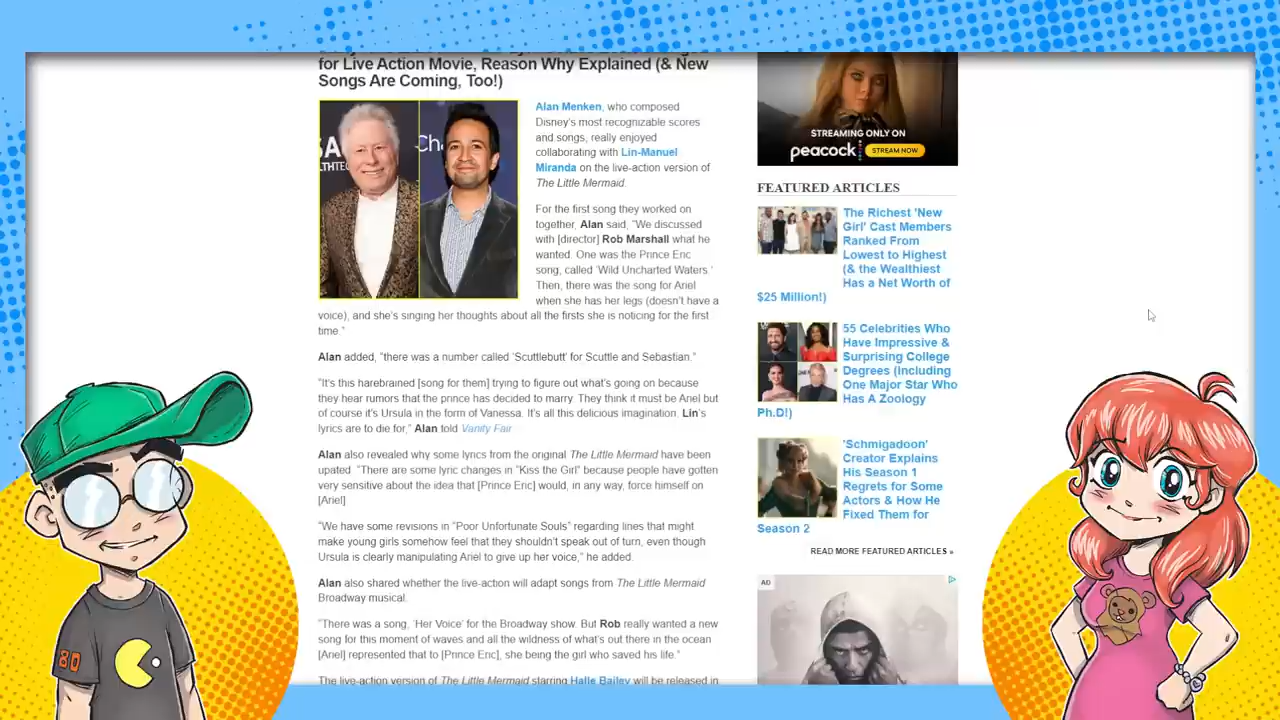 for Live Action Movie, Reason Why Explained (& New
Songs Are Coming, Too!)
Alan Menken, who composed
Disney's most recognizable scores
and songs, really enjoyed
collaborating with Lin-Manuel
Miranda on the live-action version of
The Little Mermaid.
For the first song they worked on
together, Alan said, "We discussed
with [director] Rob Marshall what he
wanted. One was the Prince Eric
song, called 'Wild Uncharted Waters.'
Then, there was the song for Ariel
when she has her legs (doesn't have a
voice), and she's singing her thoughts about all the firsts she is noticing for the first
time."
Alan added, "there was a number called 'Scuttlebutt' for Scuttle and Sebastian."
"It's this harebrained [song for them] trying to figure out what's going on because
they hear rumors that the prince has decided to marry. They think it must be Ariel but
of course it's Ursula in the form of Vanessa. It's all this delicious imagination. Lin's
lyrics are to die for," Alan told Vanity Fair
Alan also revealed why some lyrics from the original The Little Mermaid have been
upated. "There are some lyric changes in "Kiss the Girl" because people have gotten
very sensitive about the idea that [Prince Eric] would, in any way, force himself on
[Ariel]
"We have some revisions in "Poor Unfortunate Souls" regarding lines that might
make young girls somehow feel that they shouldn't speak out of turn, even though
Ursula is clearly manipulating Ariel to give up her voice," he added.
Alan also shared whether the live-action will adapt songs from The Little Mermaid
Broadway musical.
"There was a song, 'Her Voice' for the Broadway show. But Rob really wanted a new
song for this moment of waves and all the wildness of what's out there in the ocean
[Ariel] represented that to [Prince Eric], she being the girl who saved his life."
The live-action version of The Little Mermaid starring Halle Bailey will be released in
STREAMING ONLY ON
peacock STREAM NOW
FEATURED ARTICLES
The Richest 'New
Girl' Cast Members
Ranked From
Lowest to Highest
(& the Wealthiest
Has a Net Worth of
$25 Million!)
55 Celebrities Who
Have Impressive &
Surprising College
Degrees (Including
One Major Star Who
Has A Zoology
Ph.D!)
'Schmigadoon'
Creator Explains
His Season 1
Regrets for Some
Actors & How He
Fixed Them for
Season 2
READ MORE FEATURED ARTICLES »
AD
80